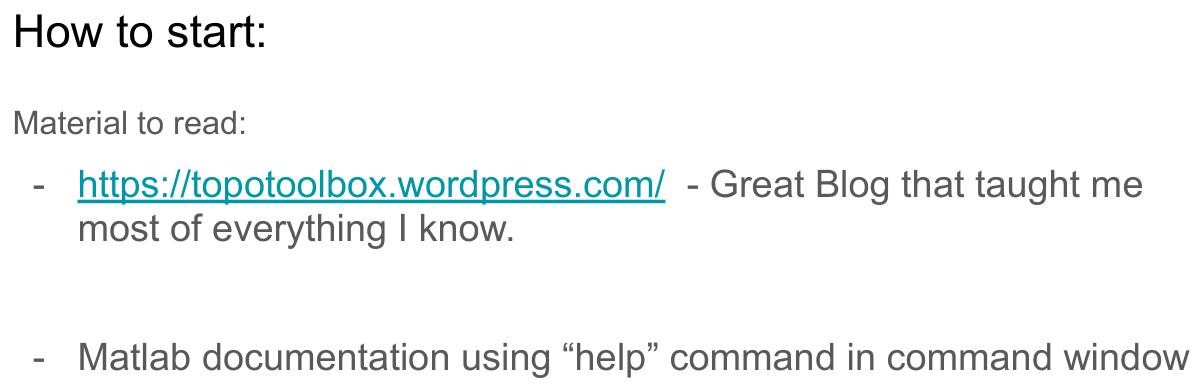 How to start:
Material to read:
- https://topotoolbox.wordpress.com/ - Great Blog that taught me
most of everything I know.
- Matlab documentation using “help” command in command window